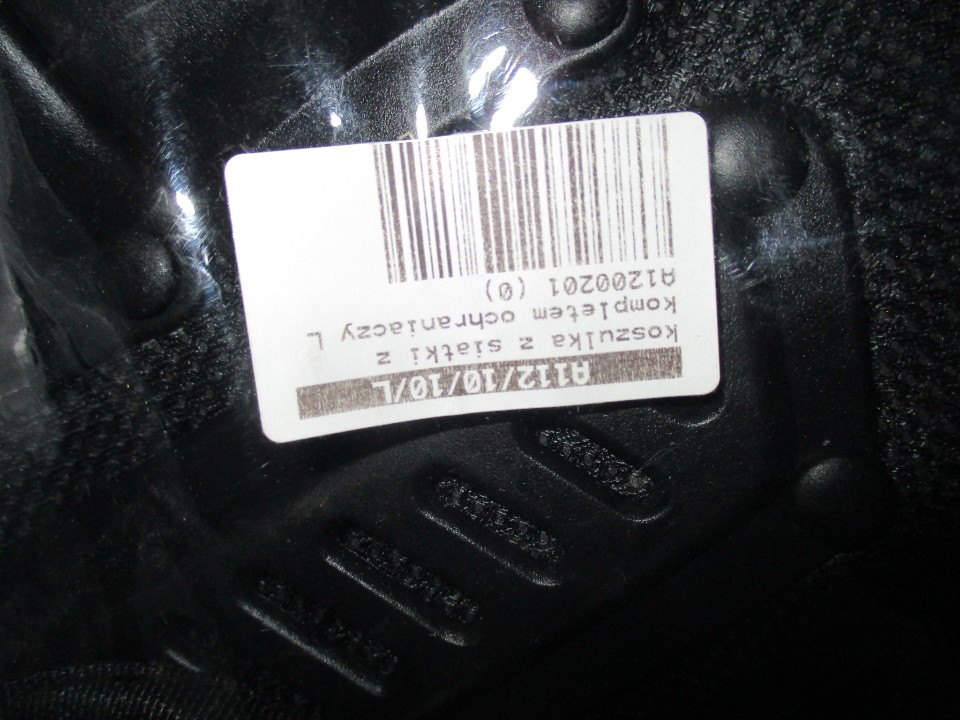 A112/10/10/L
koszulka z siatki z
kompletem ochraniaczy L
A1200201 (0)